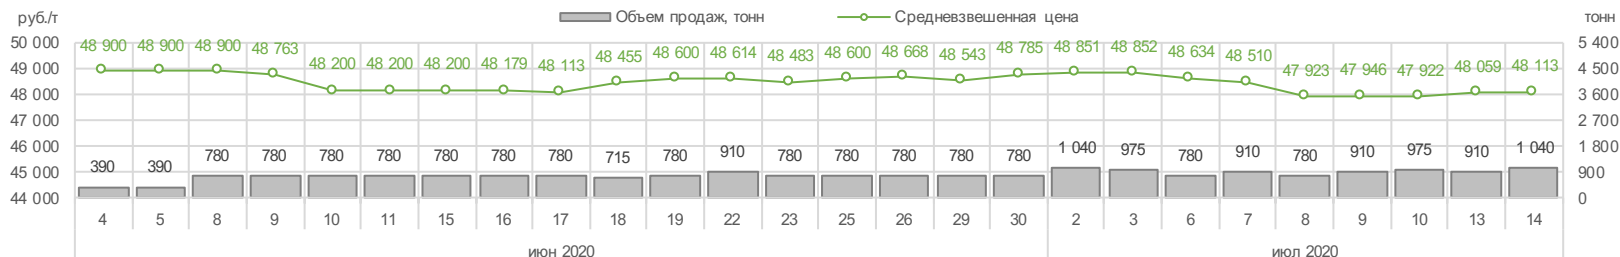 руб./т Объем продаж, тонн Средневзвешенная цена тонн
50 000 48 900 48 900 48 900 48 763 48 200 48 200 48 200 48 179 48 113 48 455 48 600 48 614 48 483 48 600 48 668 48 543 48 785 48 851 48 852 48 634 48 510 47 923 47 946 47 922 48 059 48 113 5 400
49 000 4 500
48 000 3 600
47 000 2 700
46 000 1 800
390 390 780 780 780 780 780 780 780 715 780 910 780 780 780 780 780 1 040 975 780 910 780 910 975 910 1 040
45 000 900
44 000 0
4 5 8 9 10 11 15 16 17 18 19 22 23 25 26 29 30 2 3 6 7 8 9 10 13 14
июн 2020 июл 2020